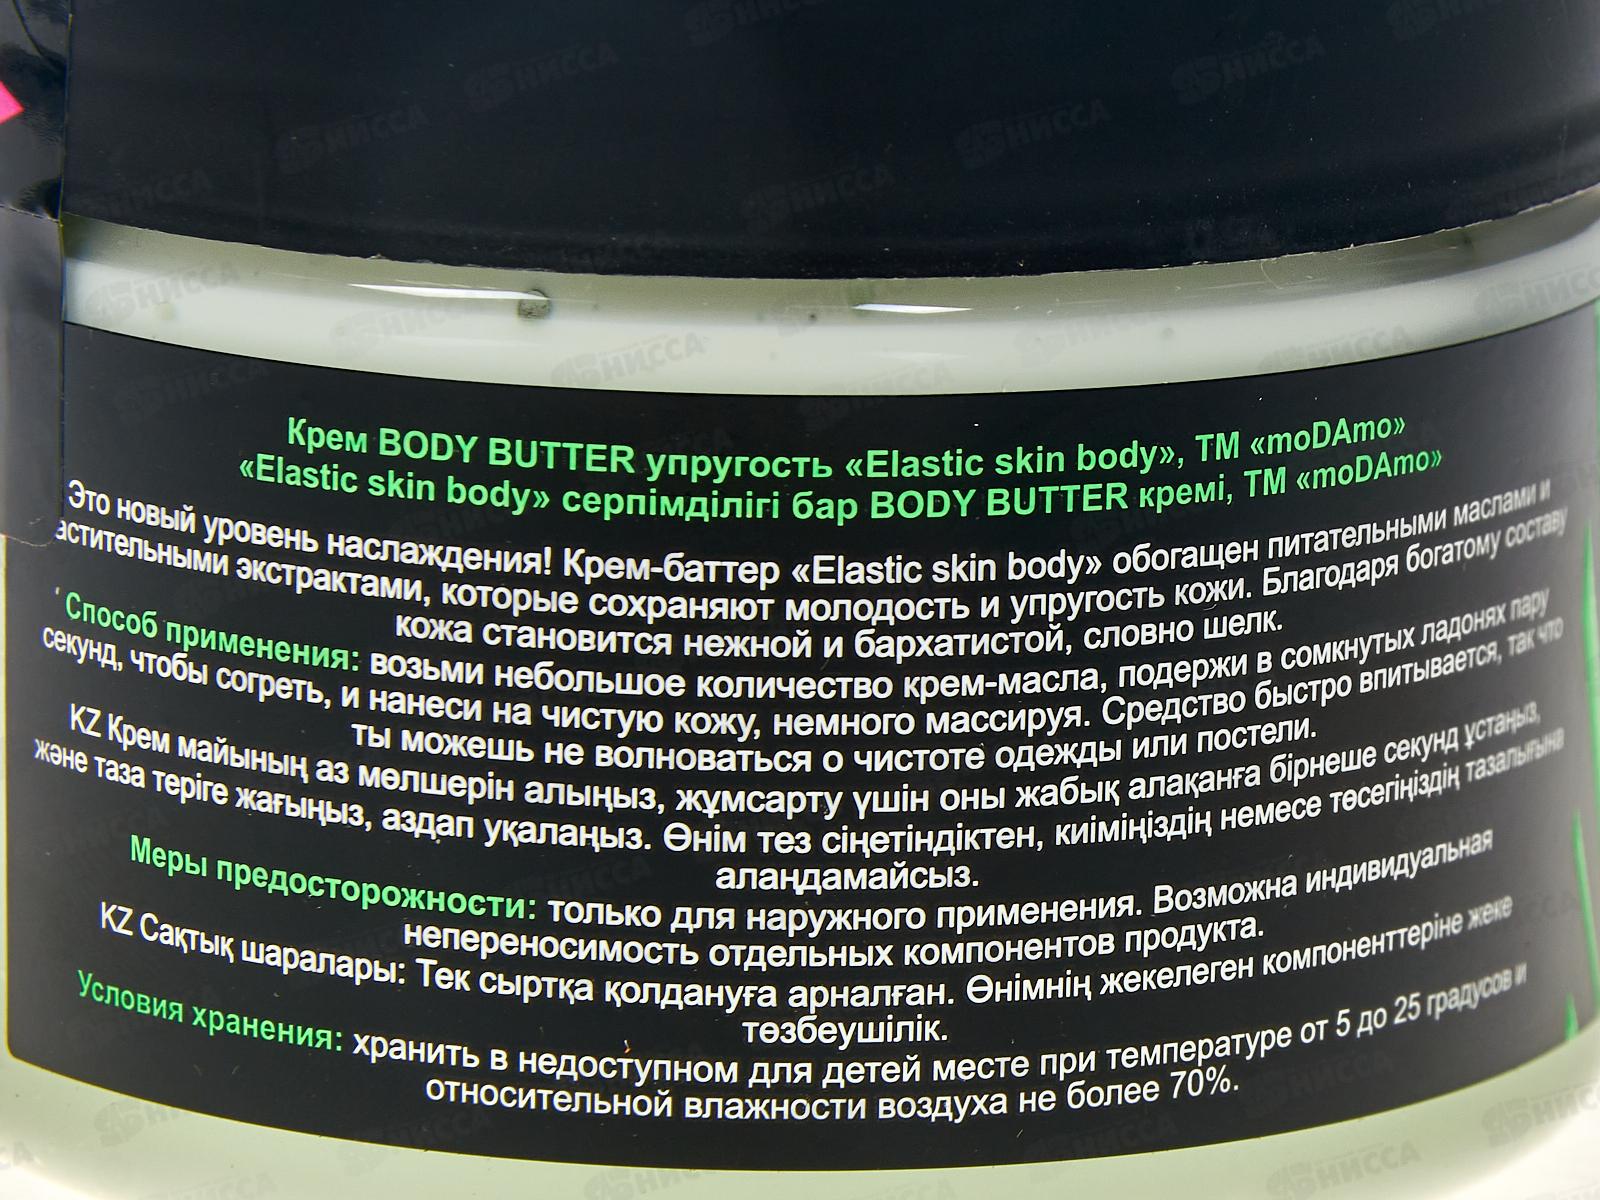 Крем BODY BUTTER упругость «Elastic skin body», ТМ «moDAmo»
«Elastic skin body» серпімділігі бар BODY BUTTER кремі, ТМ «moDAmo»
Это новый уровень наслаждения! Крем-баттер «Elastic skin body» обогащен питательными маслами и
астительными экстрактами, которые сохраняют молодость и упругость кожи. Благодаря богатому составу
кожа становится нежной и бархатистой, словно шелк.
Способ применения: возьми небольшое количество крем-масла, подержи в сомкнутых ладонях пару
секунд, чтобы согреть, и нанеси на чистую кожу, немного массируя. Средство быстро впитывается, так что
ты можешь не волноваться о чистоте одежды или постели.
KZ Крем майының аз мөлшерін алыңыз, жұмсарту үшін оны жабық алақанға бірнеше секунд ұстаңыз,
және таза теріге жағыңыз, аздап уқалаңыз. Өнім тез сіңетіндіктен, киіміңіздің немесе төсегіңіздің тазалығына
алаңдамайсыз.
Меры предосторожности: только для наружного применения. Возможна индивидуальная
непереносимость отдельных компонентов продукта.
KZ Сақтық шаралары: Тек сыртқа қолдануға арналған. Өнімнің жекелеген компоненттеріне жеке
төзбеушілік.
Условия хранения: хранить в недоступном для детей месте при температуре от 5 до 25 градусов и
относительной влажности воздуха не более 70%.
НИССА